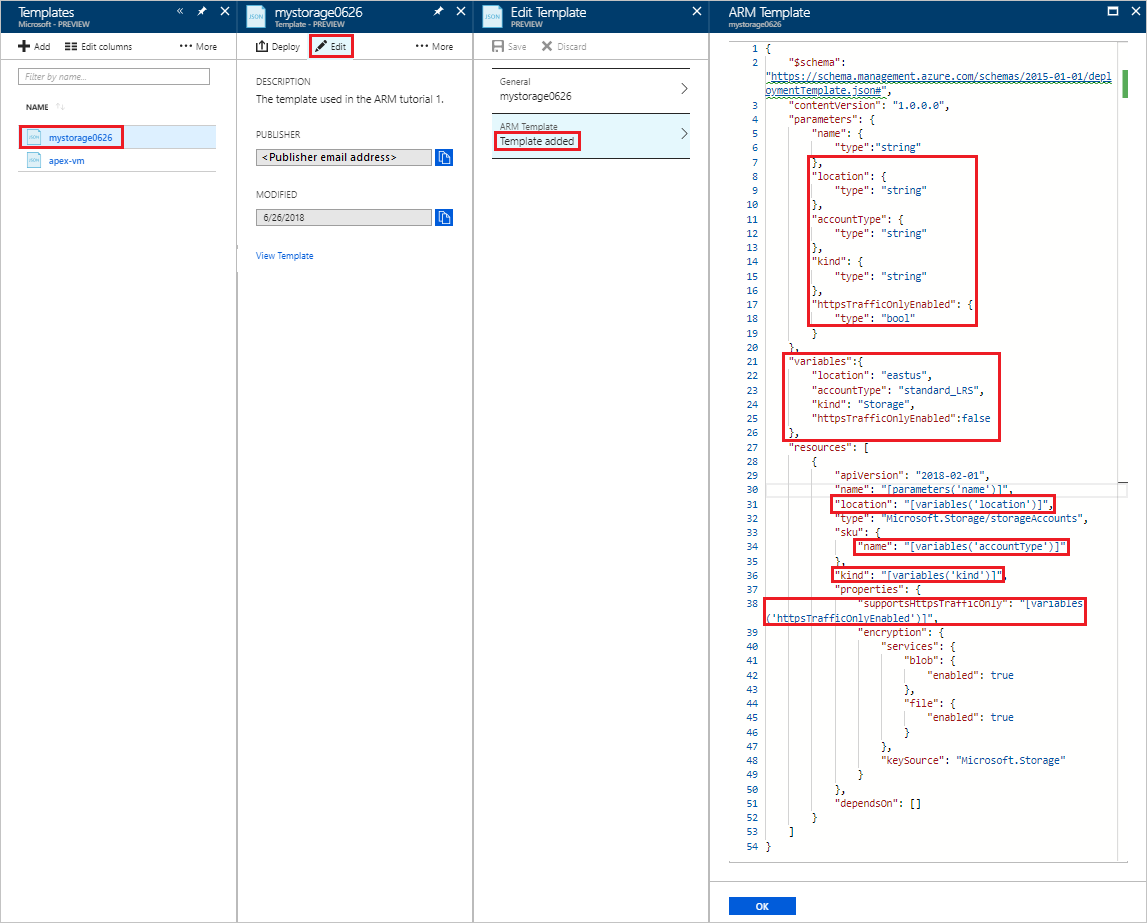 Templates
Microsoft - PREVIEW
Add
Edit columns
More
Filter by name...
NAME
mystorage0626
apex-vm
mystorage0626
Template - PREVIEW
Deploy
Edit
More
DESCRIPTION
The template used in the ARM tutorial 1.
PUBLISHER
<Publisher email address>
MODIFIED
6/26/2018
View Template
Edit Template
PREVIEW
Save
Discard
General
mystorage0626
ARM Template
Template added
ARM Template
mystorage0626
1 {
2 "$schema":
"https://schema.management.azure.com/schemas/2015-01-01/depl
oymentTemplate.json#",
3 "contentVersion": "1.0.0.0",
4 "parameters": {
5 "name": {
6 "type":"string"
7 },
8 "location": {
9 "type": "string"
10 },
11 "accountType": {
12 "type": "string"
13 },
14 "kind": {
15 "type": "string"
16 },
17 "httpsTrafficOnlyEnabled": {
18 "type": "bool"
19 }
20 },
21 "variables":{
22 "location": "eastus",
23 "accountType": "standard_LRS",
24 "kind": "Storage",
25 "httpsTrafficOnlyEnabled":false
26 },
27 "resources": [
28 {
29 "apiVersion": "2018-02-01",
30 "name": "[parameters('name')]",
31 "location": "[variables('location')]",
32 "type": "Microsoft.Storage/storageAccounts",
33 "sku": {
34 "name": "[variables('accountType')]"
35 },
36 "kind": "[variables('kind')]",
37 "properties": {
38 "supportsHttpsTrafficOnly": "[variables
('httpsTrafficOnlyEnabled')]",
39 "encryption": {
40 "services": {
41 "blob": {
42 "enabled": true
43 },
44 "file": {
45 "enabled": true
46 }
47 },
48 "keySource": "Microsoft.Storage"
49 }
50 },
51 "dependsOn": []
52 }
53 ]
54 }
OK